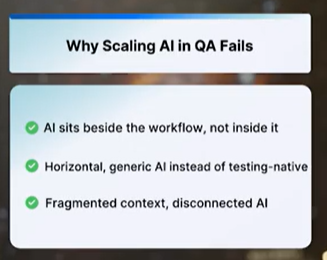 Why Scaling AI in QA Fails
AI sits beside the workflow, not inside it
Horizontal, generic AI instead of testing-native
Fragmented context, disconnected AI